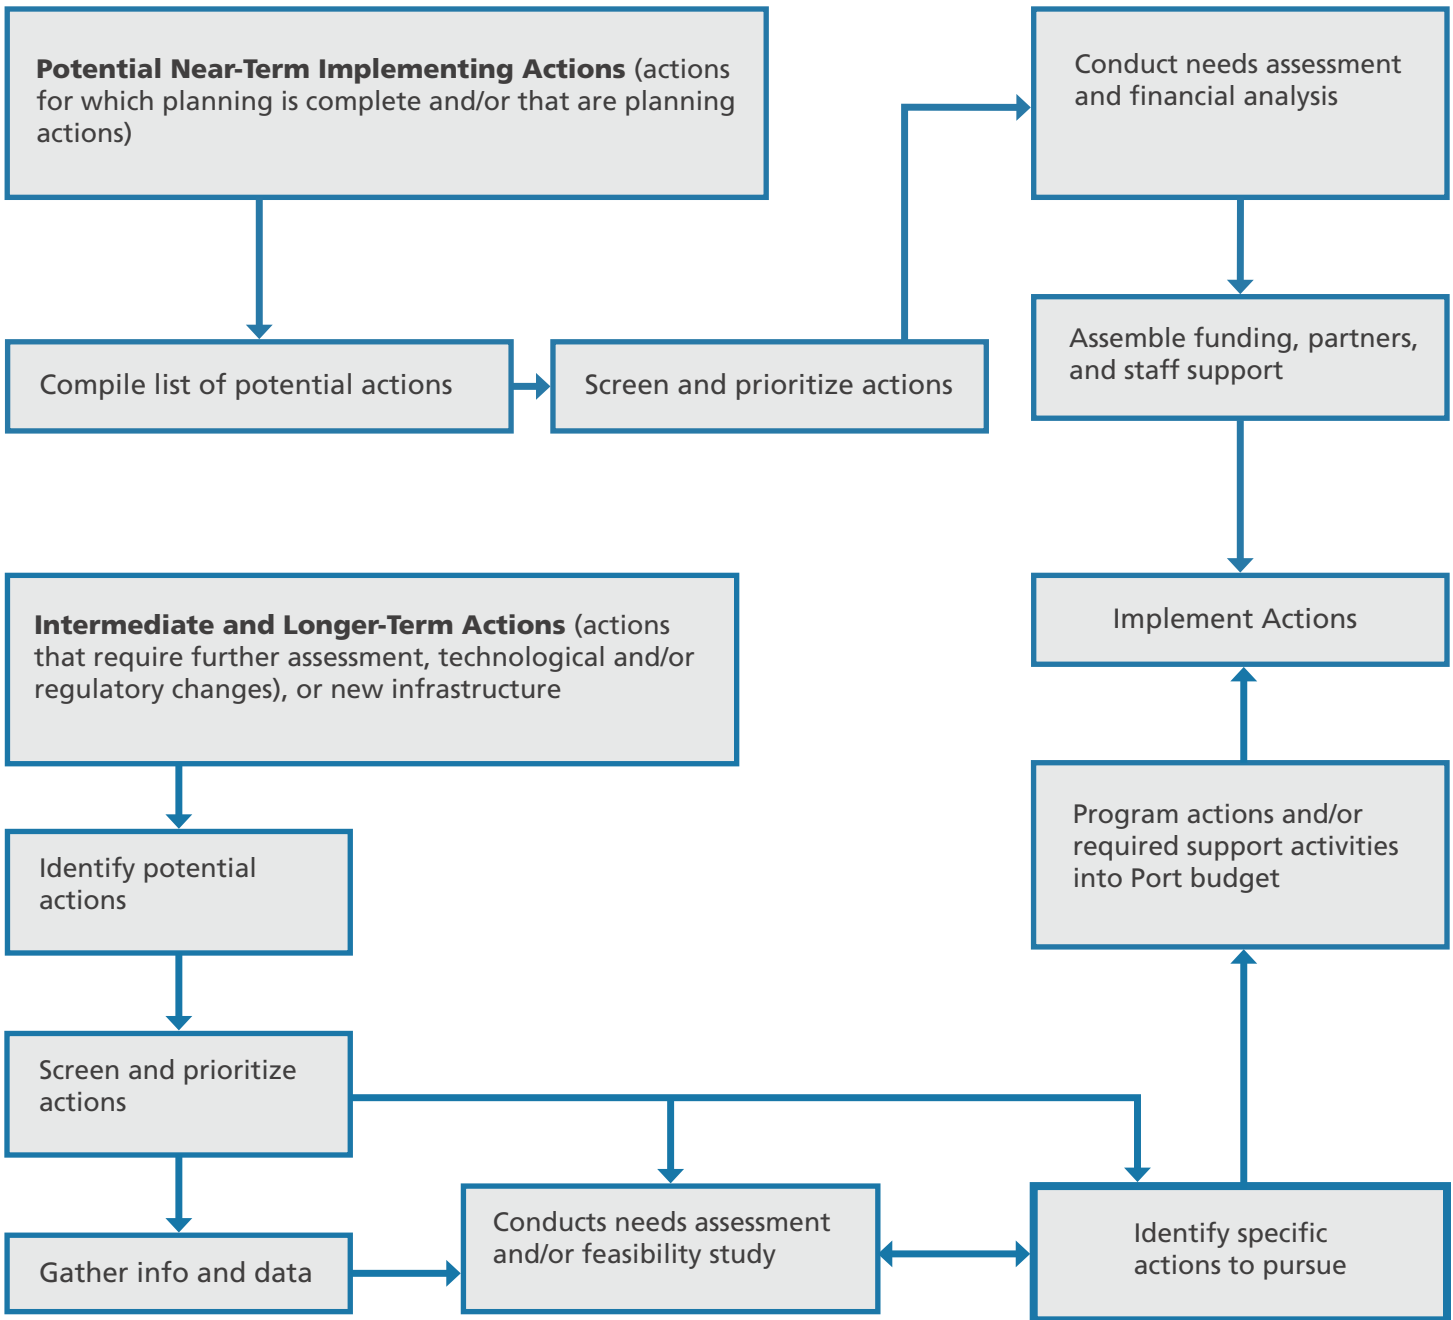 Potential Near-Term Implementing Actions (actions
for which planning is complete and/or that are planning
actions)
Conduct needs assessment
and financial analysis
Compile list of potential actions
Screen and prioritize actions
Assemble funding, partners,
and staff support
Implement Actions
Intermediate and Longer-Term Actions (actions
that require further assessment, technological and/or
regulatory changes), or new infrastructure
Identify potential
actions
Screen and prioritize
actions
Gather info and data
Conducts needs assessment
and/or feasibility study
Identify specific
actions to pursue
Program actions and/or
required support activities
into Port budget